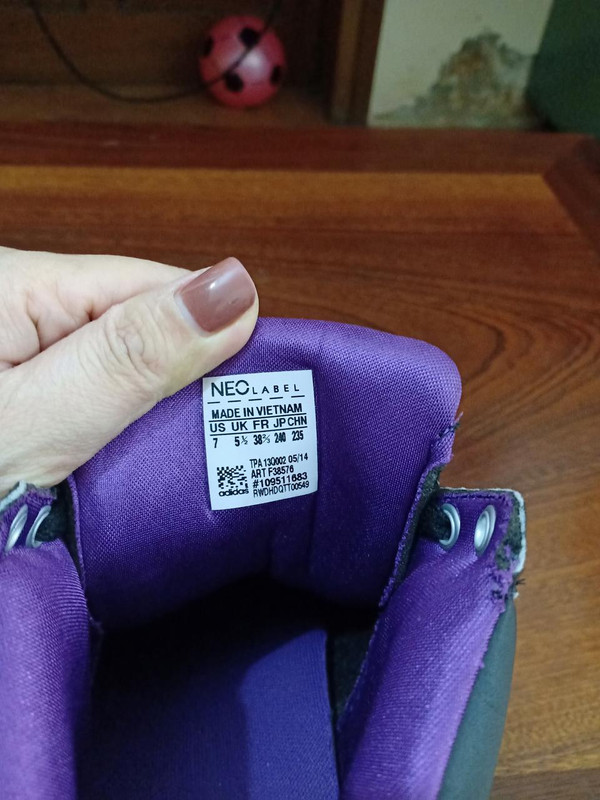 NEO LABEL
MADE IN VIETNAM
US UK FR JP CHN
7 5½ 38⅔ 240 235
TPA 13Q002 05/14
ART F38576
#109511683
adidas RWDHDQTT00549